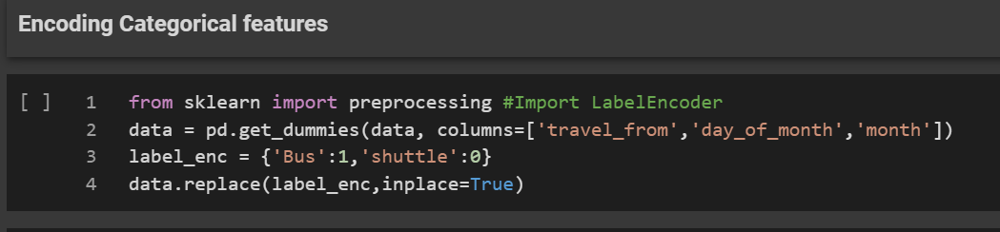 Encoding Categorical features
[ ] 1 from sklearn import preprocessing #Import LabelEncoder
2 data = pd.get_dummies(data, columns=['travel_from','day_of_month','month'])
3 label_enc = {'Bus':1,'shuttle':0}
4 data.replace(label_enc,inplace=True)